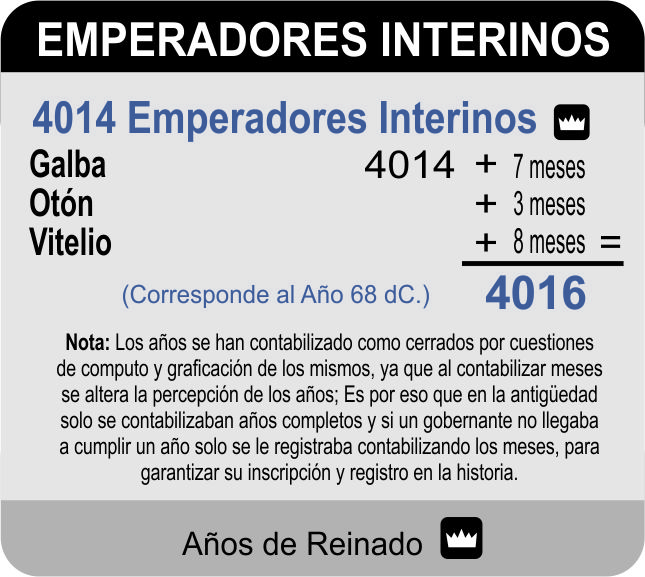 EMPERADORES INTERINOS
4014 Emperadores Interinos
Galba 4014 + 7 meses
Otón + 3 meses
Vitelio + 8 meses =
(Corresponde al Año 68 dC.) 4016
Nota: Los años se han contabilizado como cerrados por cuestiones
de computo y graficación de los mismos, ya que al contabilizar meses
se altera la percepción de los años; Es por eso que en la antigüedad
solo se contabilizaban años completos y si un gobernante no llegaba
a cumplir un año solo se le registraba contabilizando los meses, para
garantizar su inscripción y registro en la historia.
Años de Reinado